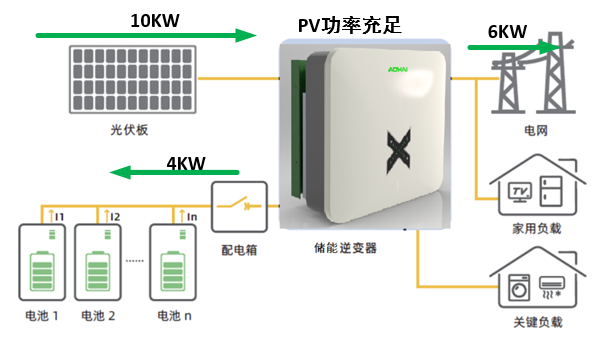 10KW
PV功率充足
6KW
AOHAI
光伏板
电网
4KW
TV
I1
I2
In
家用负载
配电箱
储能逆变器
......
电池 1
电池 2
电池 n
关键负载